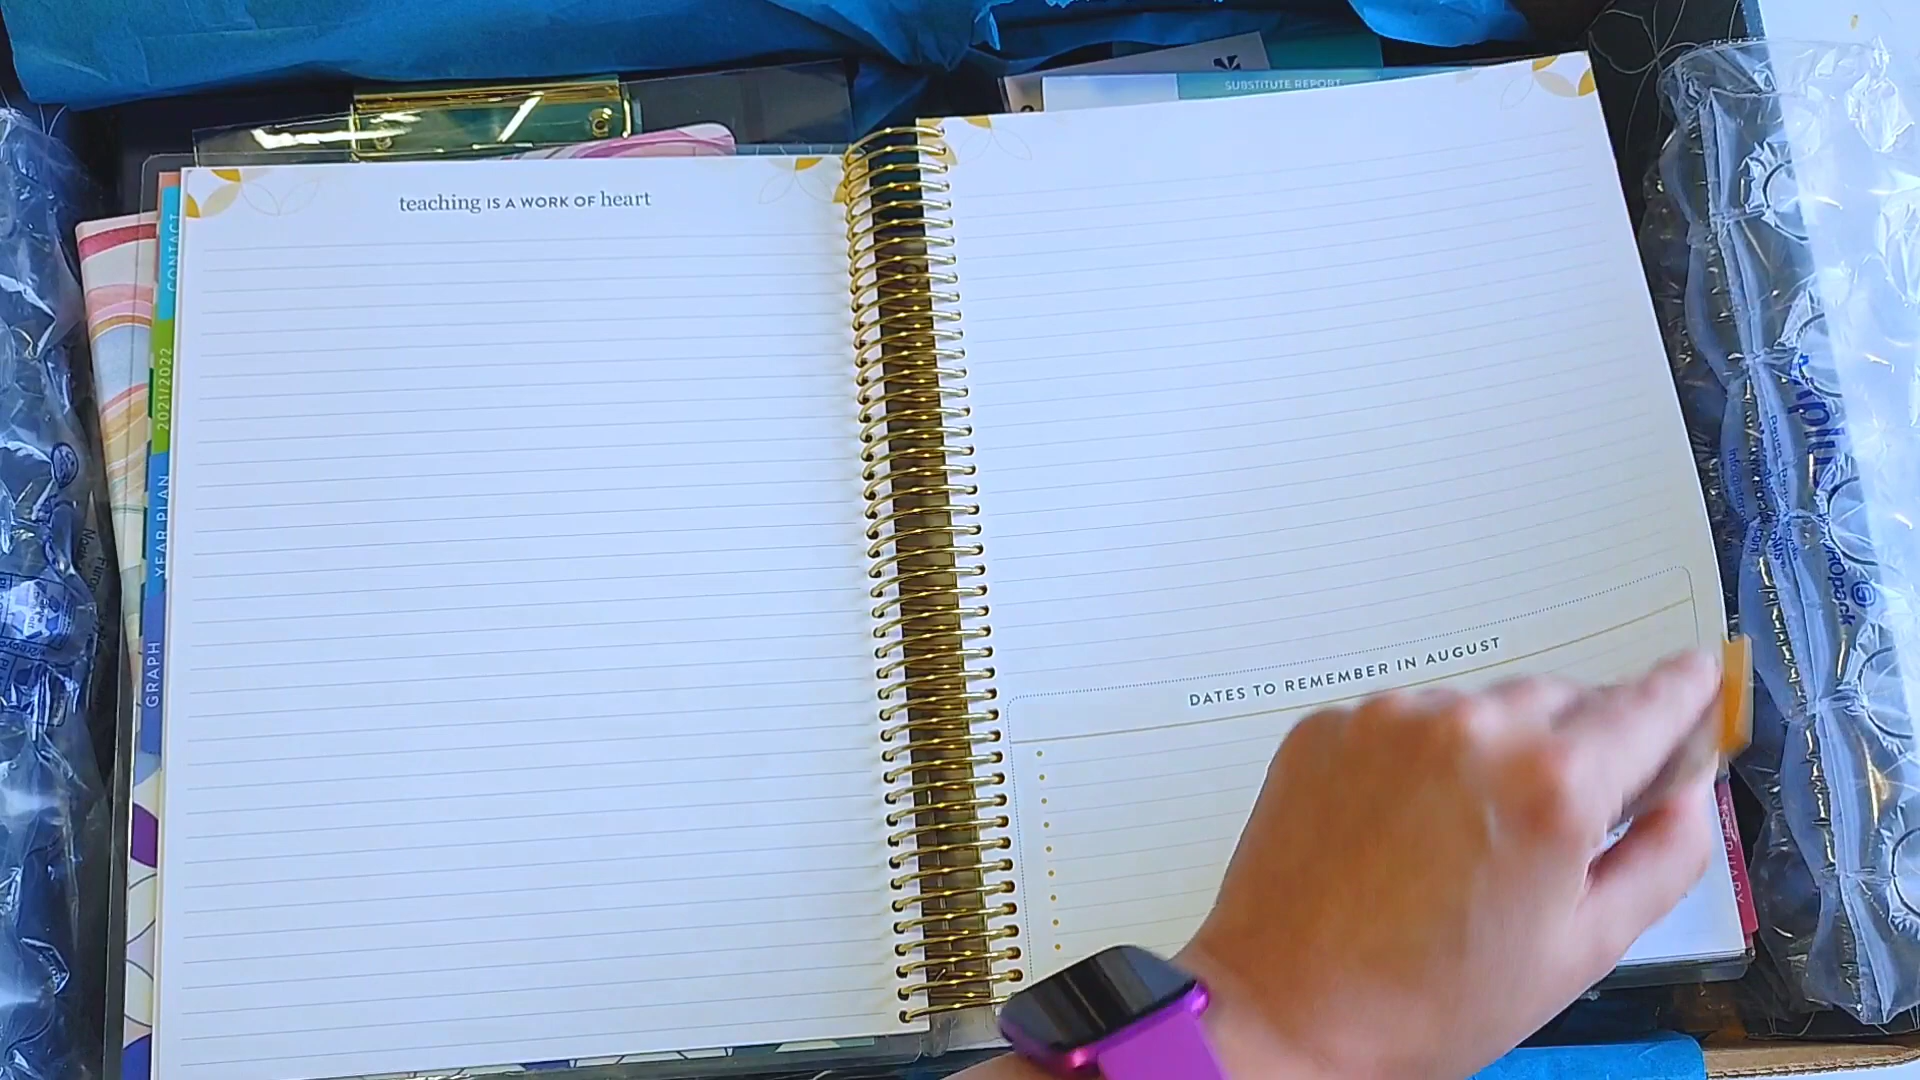 SUBSTITUTE REPORT
teaching IS A WORK OF heart
CONTACT
2021/2022
YEAR PLAN
GRAPH
DATES TO REMEMBER IN AUGUST